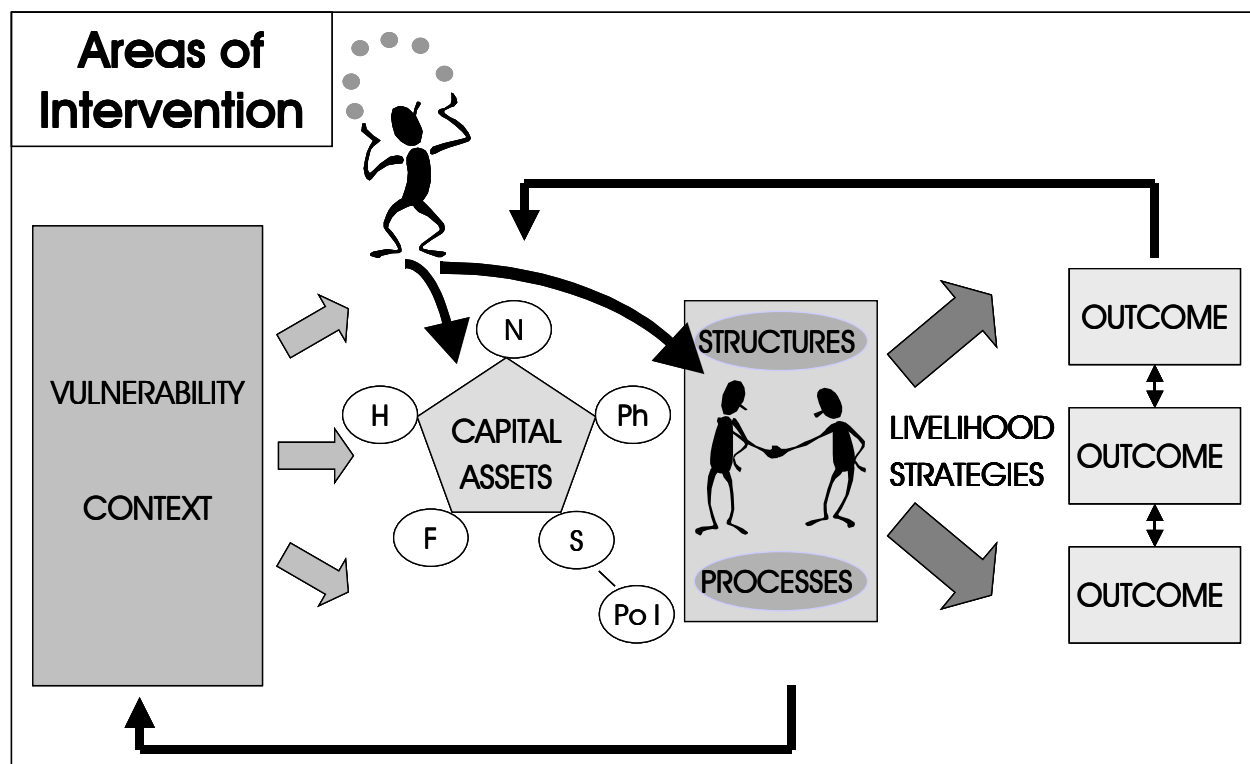 Areas of
Intervention
VULNERABILITY
CONTEXT
N
H
Ph
CAPITAL
ASSETS
F
S
Po l
STRUCTURES
PROCESSES
LIVELIHOOD
STRATEGIES
OUTCOME
OUTCOME
OUTCOME